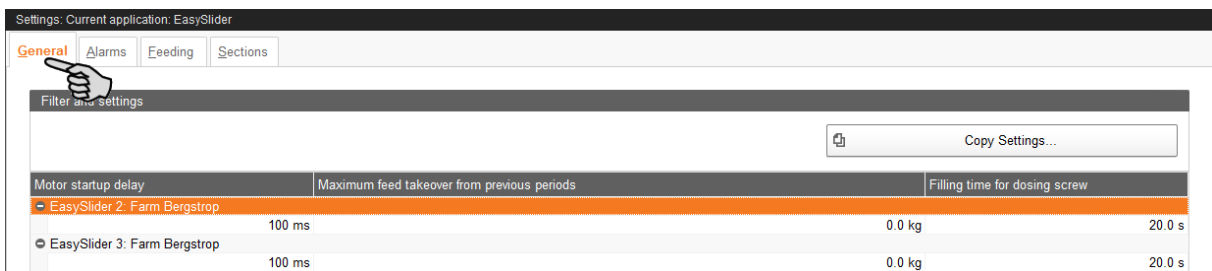 Settings: Current application: EasySlider
General Alarms Feeding Sections
Filter and settings
Copy Settings...
Motor startup delay Maximum feed takeover from previous periods Filling time for dosing screw
EasySlider 2: Farm Bergstrop
100 ms 0.0 kg 20.0 s
EasySlider 3: Farm Bergstrop
100 ms 0.0 kg 20.0 s